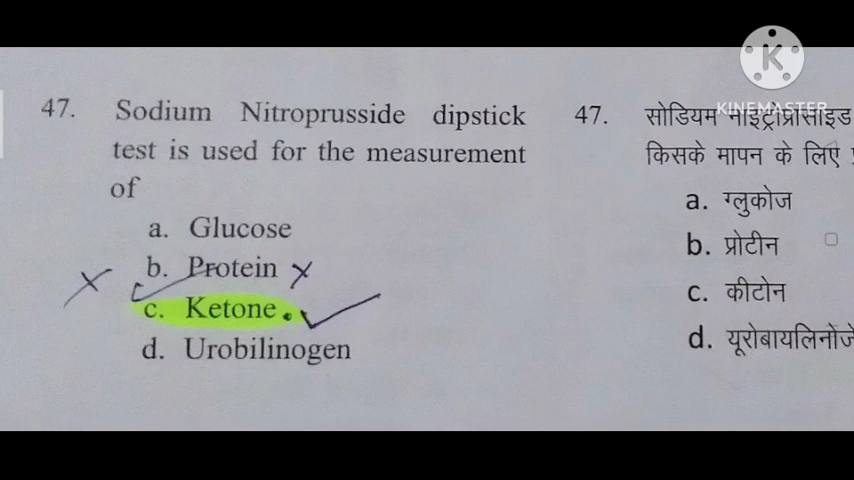 KINEMASTER
47. Sodium Nitroprusside dipstick
test is used for the measurement
of
a. Glucose
b. Protein
c. Ketone
d. Urobilinogen
47. सोडियम नाइट्रोप्रोसाइड
किसके मापन के लिए
a. ग्लुकोज
b. प्रोटीन
c. कीटोन
d.